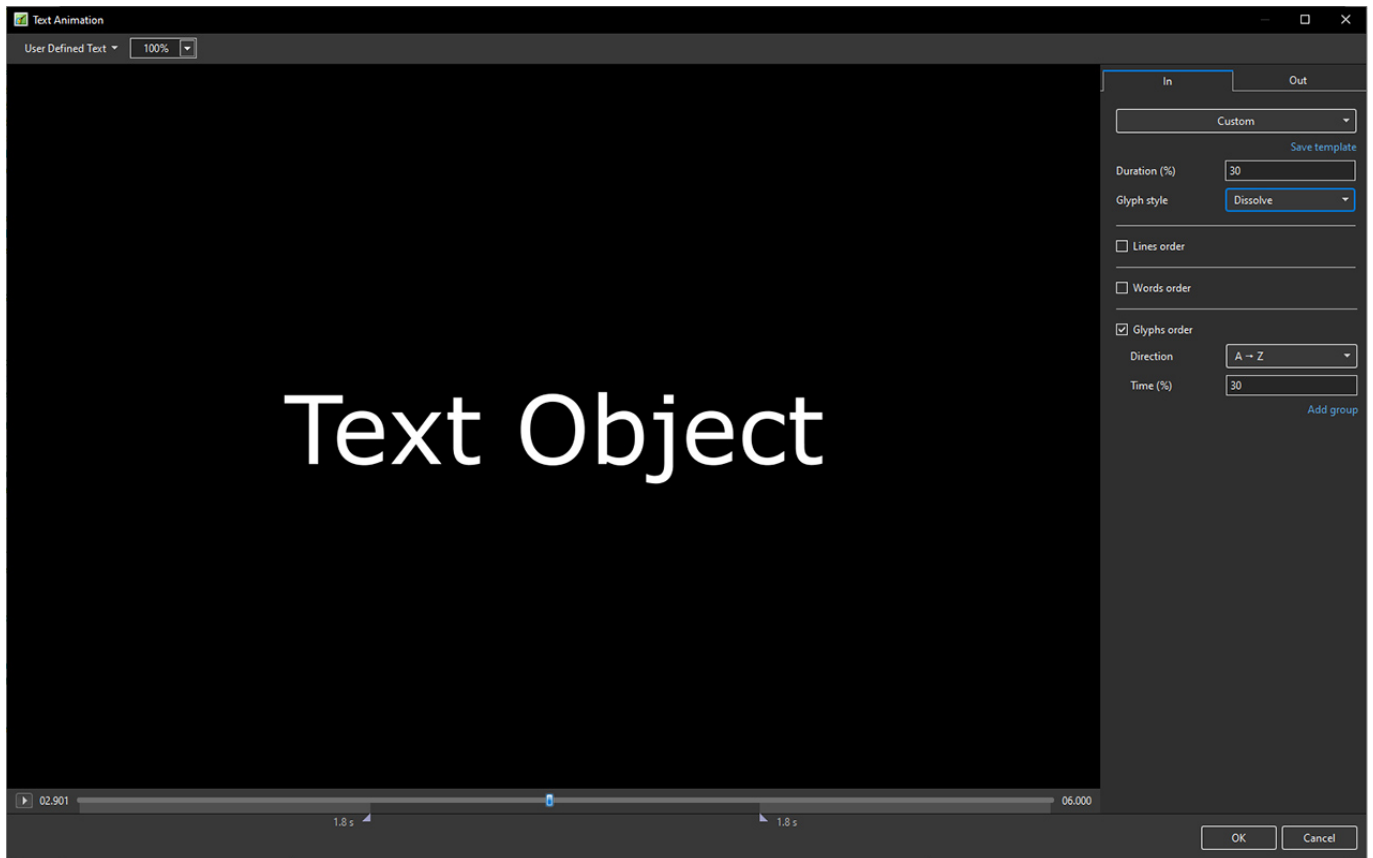 Text Animation
User Defined Text 100%
In Out
Custom
Save template
Duration (%) 30
Glyph style Dissolve
Lines order
Words order
Glyphs order
Direction A → Z
Time (%) 30
Add group
Text Object
02.901 06.000
1.8 s 1.8 s
OK Cancel